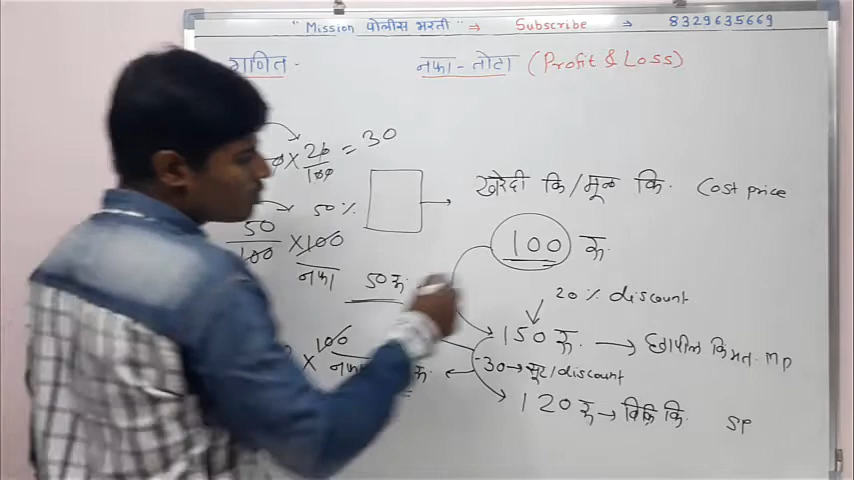 " Mission पोलीस भरती " ⇒ Subscribe → 8329635669
गणित - नफा - तोटा (Profit & Loss)
× 20/100 = 30
खरेदी कि/मूळ कि. Cost price
50 %
50/100 × 100
100 रु.
नफा 50 रु.
20 % discount
150 रु. → छापील किंमत MP
× 100
-30 → सूट/discount
120 रु → विक्रि कि. SP